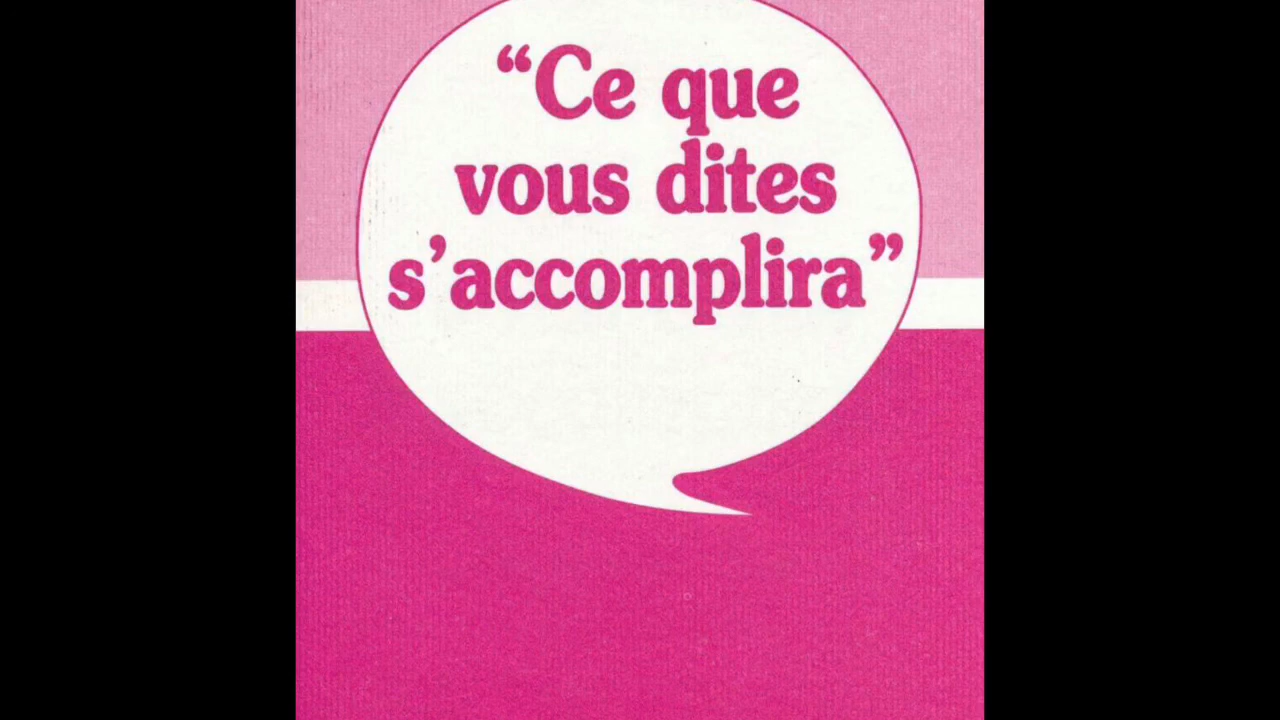 “Ce que
vous dites
s’accomplira”